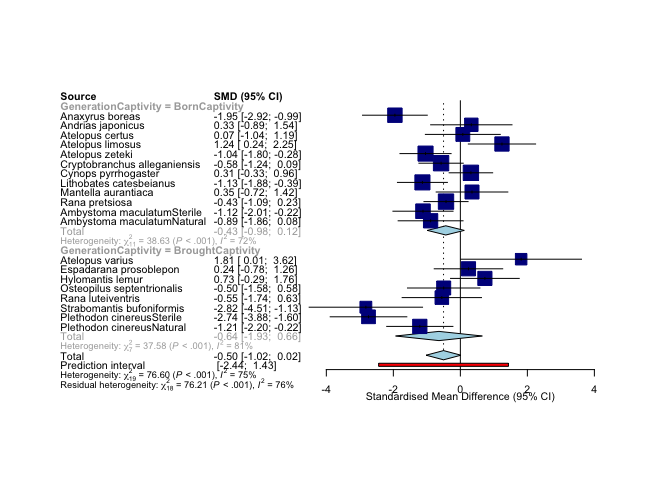 Source SMD (95% CI)
GenerationCaptivity = BornCaptivity
Anaxyrus boreas -1.95 [-2.92; -0.99]
Andrias japonicus 0.33 [-0.89; 1.54]
Atelopus certus 0.07 [-1.04; 1.19]
Atelopus limosus 1.24 [ 0.24; 2.25]
Atelopus zeteki -1.04 [-1.80; -0.28]
Cryptobranchus alleganiensis -0.58 [-1.24; 0.09]
Cynops pyrrhogaster 0.31 [-0.33; 0.96]
Lithobates catesbeianus -1.13 [-1.88; -0.39]
Mantella aurantiaca 0.35 [-0.72; 1.42]
Rana pretsiosa -0.43 [-1.09; 0.23]
Ambystoma maculatumSterile -1.12 [-2.01; -0.22]
Ambystoma maculatumNatural -0.89 [-1.86; 0.08]
Total -0.43 [-0.98; 0.12]
Heterogeneity: χ²₁₁ = 38.63 (P < .001), I² = 72%
GenerationCaptivity = BroughtCaptivity
Atelopus varius 1.81 [ 0.01; 3.62]
Espadarana prosoblepon 0.24 [-0.78; 1.26]
Hylomantis lemur 0.73 [-0.29; 1.76]
Osteopilus septentrionalis -0.50 [-1.58; 0.58]
Rana luteiventris -0.55 [-1.74; 0.63]
Strabomantis bufoniformis -2.82 [-4.51; -1.13]
Plethodon cinereusSterile -2.74 [-3.88; -1.60]
Plethodon cinereusNatural -1.21 [-2.20; -0.22]
Total -0.64 [-1.93; 0.66]
Heterogeneity: χ²₇ = 37.58 (P < .001), I² = 81%
Total -0.50 [-1.02; 0.02]
Prediction interval [-2.44; 1.43]
Heterogeneity: χ²₁₉ = 76.60 (P < .001), I² = 75%
Residual heterogeneity: χ²₁₈ = 76.21 (P < .001), I² = 76%
-4 -2 0 2 4
Standardised Mean Difference (95% CI)